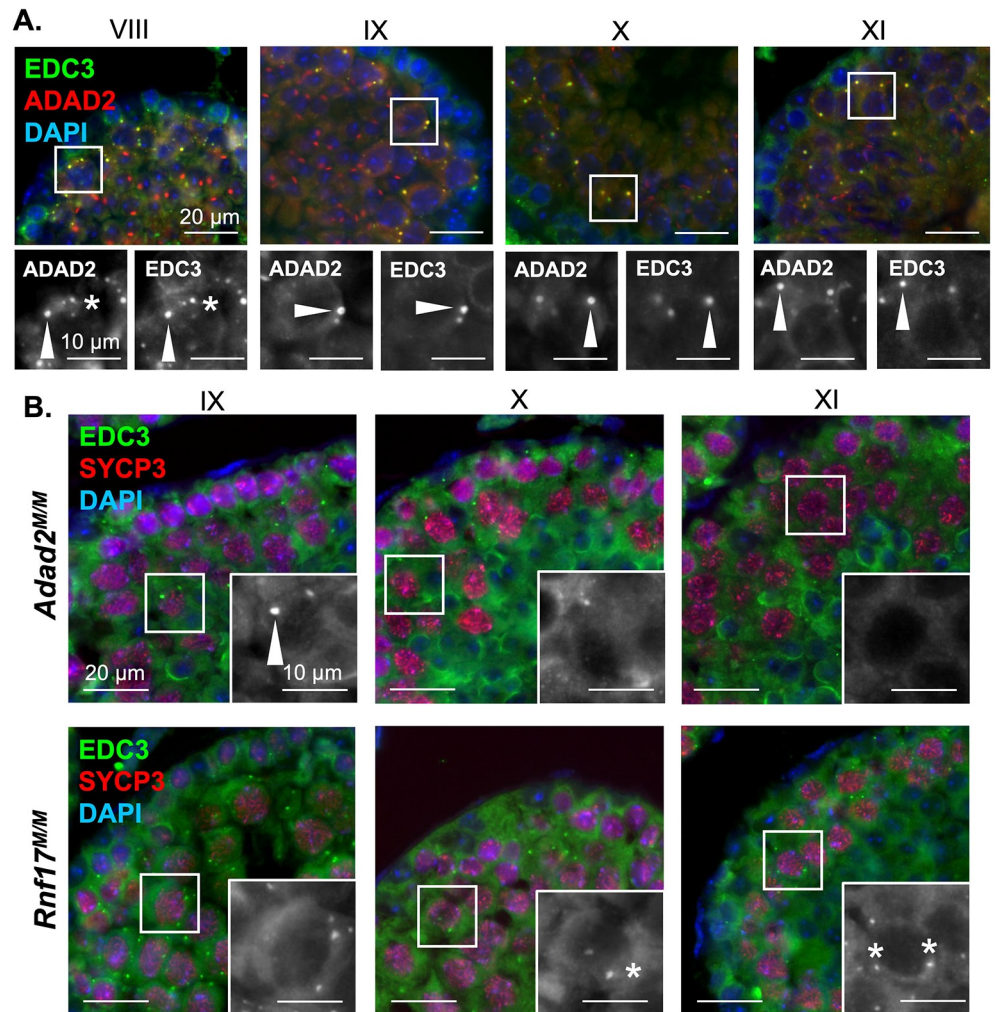 A.
VIII IX X XI
EDC3
ADAD2
DAPI
20 µm
ADAD2 EDC3 ADAD2 EDC3 ADAD2 EDC3 ADAD2 EDC3
* *
10 µm
B.
IX X XI
Adad2M/M
EDC3
SYCP3
DAPI
20 µm 10 µm
Rnf17M/M
EDC3
SYCP3
DAPI
* * *